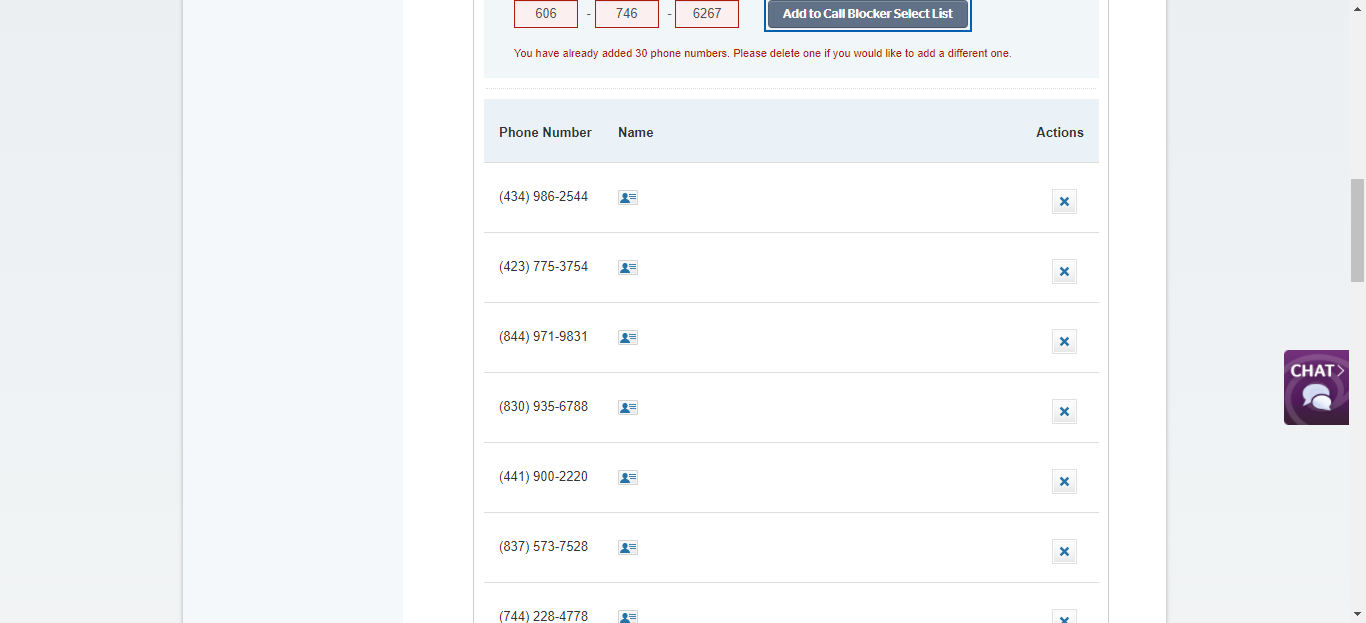 606 - 746 - 6267 Add to Call Blocker Select List
You have already added 30 phone numbers. Please delete one if you would like to add a different one.
Phone Number Name Actions
(434) 986-2544
(423) 775-3754
(844) 971-9831
CHAT
(830) 935-6788
(441) 900-2220
(837) 573-7528
(744) 228-4778